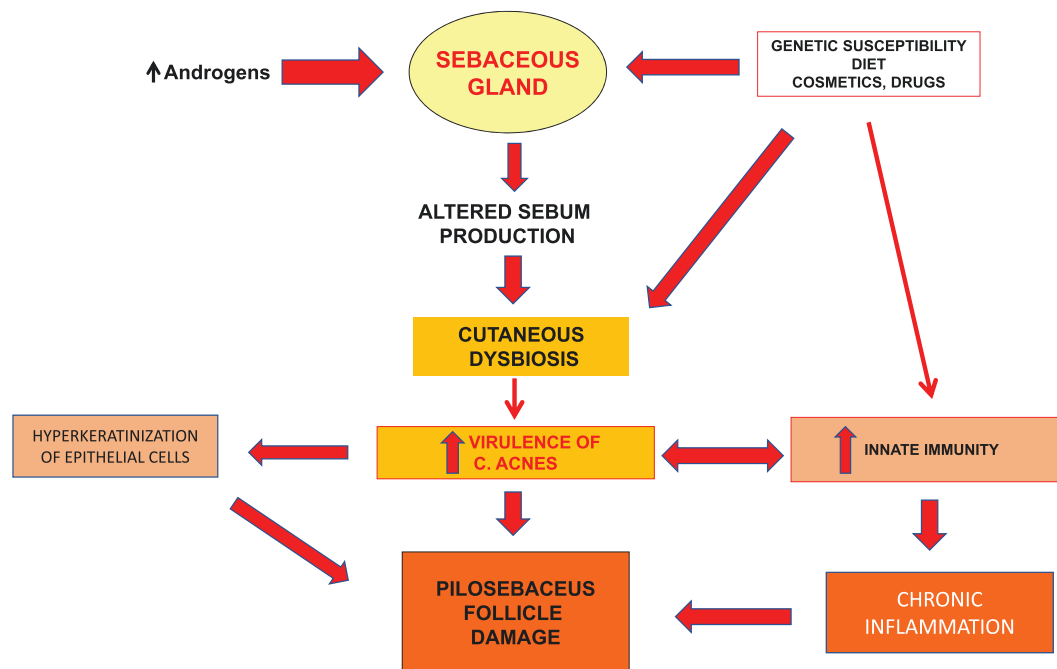 ↑ Androgens
SEBACEOUS
GLAND
GENETIC SUSCEPTIBILITY
DIET
COSMETICS, DRUGS
ALTERED SEBUM
PRODUCTION
CUTANEOUS
DYSBIOSIS
HYPERKERATINIZATION
OF EPITHELIAL CELLS
VIRULENCE OF
C. ACNES
INNATE IMMUNITY
PILOSEBACEUS
FOLLICLE
DAMAGE
CHRONIC
INFLAMMATION